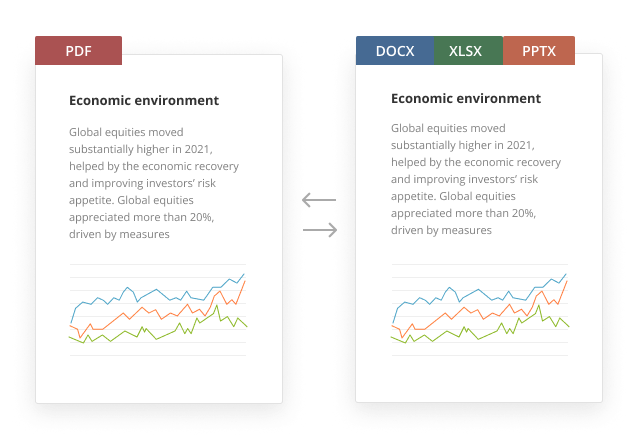 PDF
Economic environment
Global equities moved
substantially higher in 2021,
helped by the economic recovery
and improving investors’ risk
appetite. Global equities
appreciated more than 20%,
driven by measures
DOCX XLSX PPTX
Economic environment
Global equities moved
substantially higher in 2021,
helped by the economic recovery
and improving investors’ risk
appetite. Global equities
appreciated more than 20%,
driven by measures